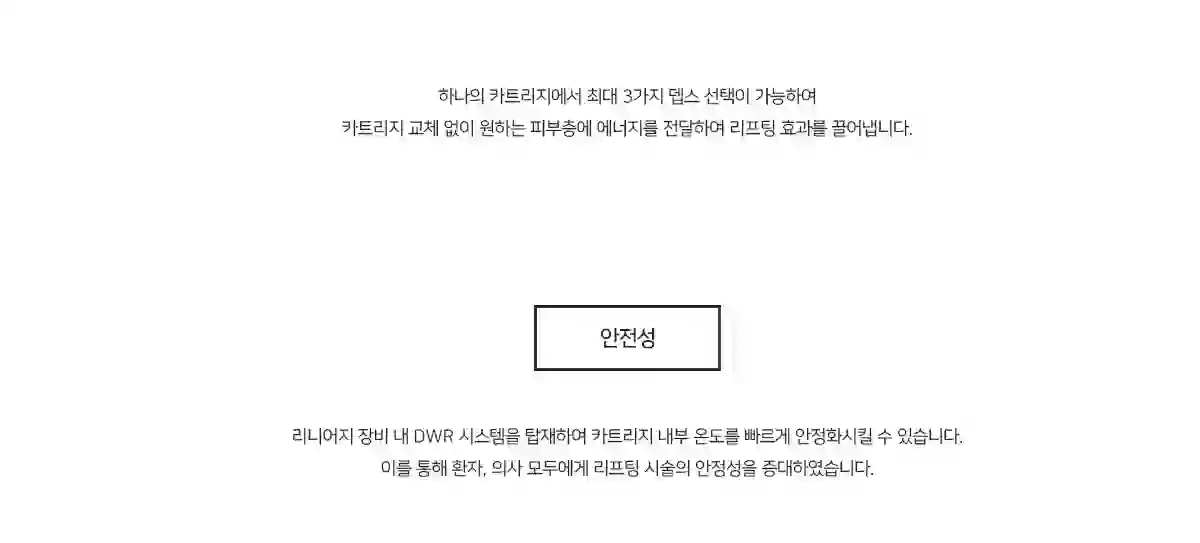 하나의 카트리지에서 최대 3가지 뎁스 선택이 가능하여
카트리지 교체 없이 원하는 피부층에 에너지를 전달하여 리프팅 효과를 끌어냅니다.
안전성
리니어지 장비 내 DWR 시스템을 탑재하여 카트리지 내부 온도를 빠르게 안정화시킬 수 있습니다.
이를 통해 환자, 의사 모두에게 리프팅 시술의 안정성을 증대하였습니다.